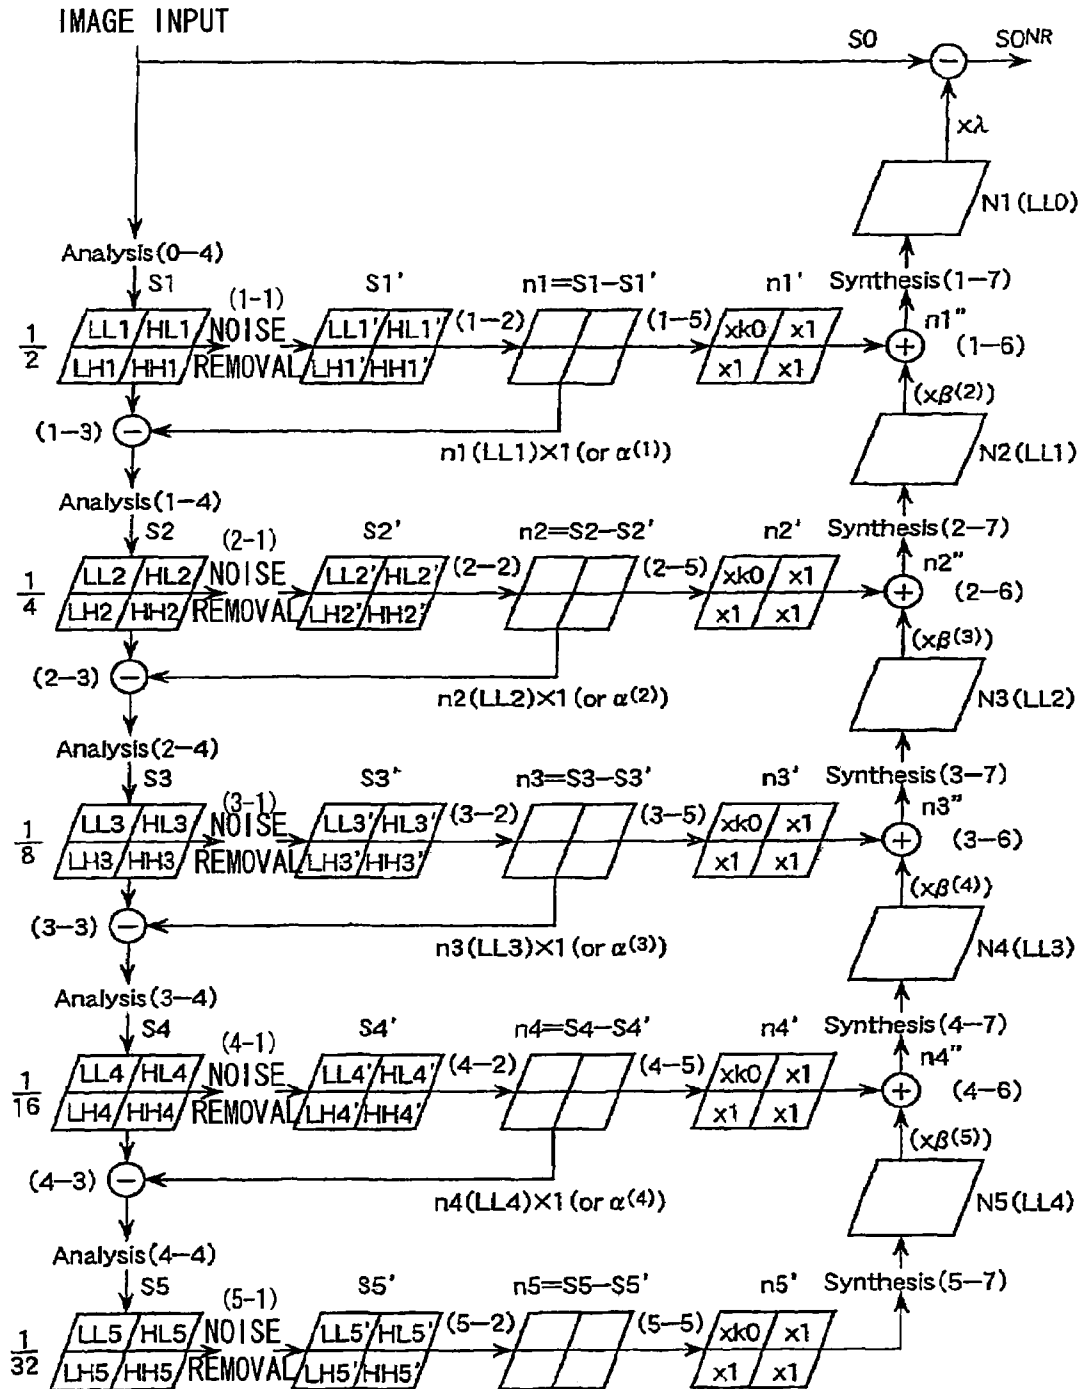 IMAGE INPUT
S0
−
S0NR
xλ
N1(LL0)
Analysis(0−4)
Synthesis(1−7)
S1
(1-1)
S1'
n1=S1−S1'
n1'
n1"
1/2
LL1 HL1
NOISE
LL1' HL1'
(1−2)
(1−5)
xk0 x1
+
(1−6)
LH1 HH1
REMOVAL
LH1' HH1'
x1 x1
(xβ(2))
(1−3)
−
n1(LL1)×1(or α(1))
N2(LL1)
Analysis(1−4)
Synthesis(2−7)
S2
(2-1)
S2'
n2=S2−S2'
n2'
n2"
1/4
LL2 HL2
NOISE
LL2' HL2'
(2−2)
(2−5)
xk0 x1
+
(2−6)
LH2 HH2
REMOVAL
LH2' HH2'
x1 x1
(xβ(3))
(2−3)
−
n2(LL2)×1(or α(2))
N3(LL2)
Analysis(2−4)
Synthesis(3−7)
S3
(3-1)
S3'
n3=S3−S3'
n3'
n3"
1/8
LL3 HL3
NOISE
LL3' HL3'
(3−2)
(3−5)
xk0 x1
+
(3−6)
LH3 HH3
REMOVAL
LH3' HH3'
x1 x1
(xβ(4))
(3−3)
−
n3(LL3)×1(or α(3))
N4(LL3)
Analysis(3−4)
Synthesis(4−7)
S4
(4-1)
S4'
n4=S4−S4'
n4'
n4"
1/16
LL4 HL4
NOISE
LL4' HL4'
(4−2)
(4−5)
xk0 x1
+
(4−6)
LH4 HH4
REMOVAL
LH4' HH4'
x1 x1
(xβ(5))
(4−3)
−
n4(LL4)×1(or α(4))
N5(LL4)
Analysis(4−4)
Synthesis(5−7)
S5
(5-1)
S5'
n5=S5−S5'
n5'
1/32
LL5 HL5
NOISE
LL5' HL5'
(5−2)
(5−5)
xk0 x1
LH5 HH5
REMOVAL
LH5' HH5'
x1 x1